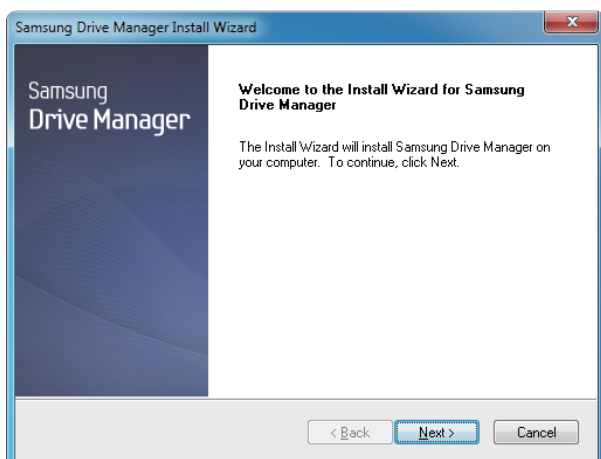 Samsung Drive Manager Install Wizard
Samsung
Drive Manager
Welcome to the Install Wizard for Samsung
Drive Manager
The Install Wizard will install Samsung Drive Manager on
your computer. To continue, click Next.
< Back
Next >
Cancel